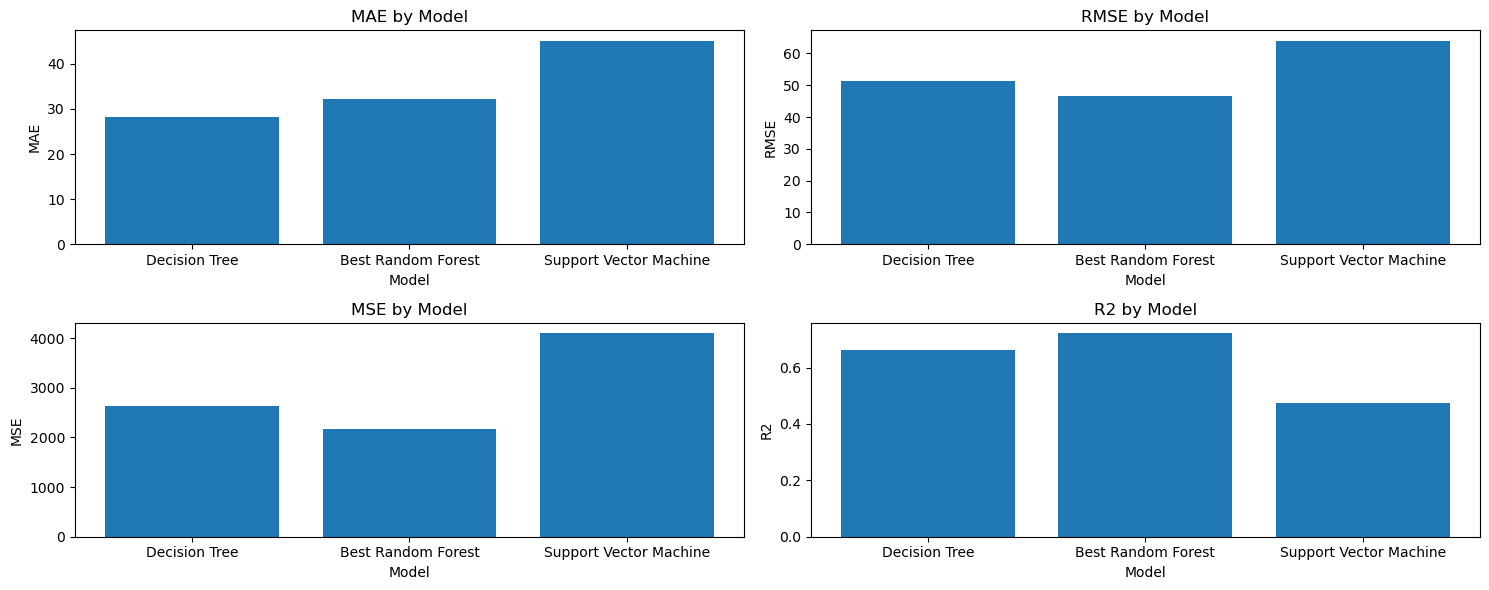 MAE by Model
MAE
40
30
20
10
0
Decision Tree
Best Random Forest
Support Vector Machine
Model
RMSE by Model
RMSE
60
50
40
30
20
10
0
Decision Tree
Best Random Forest
Support Vector Machine
Model
MSE by Model
MSE
4000
3000
2000
1000
0
Decision Tree
Best Random Forest
Support Vector Machine
Model
R2 by Model
R2
0.6
0.4
0.2
0.0
Decision Tree
Best Random Forest
Support Vector Machine
Model